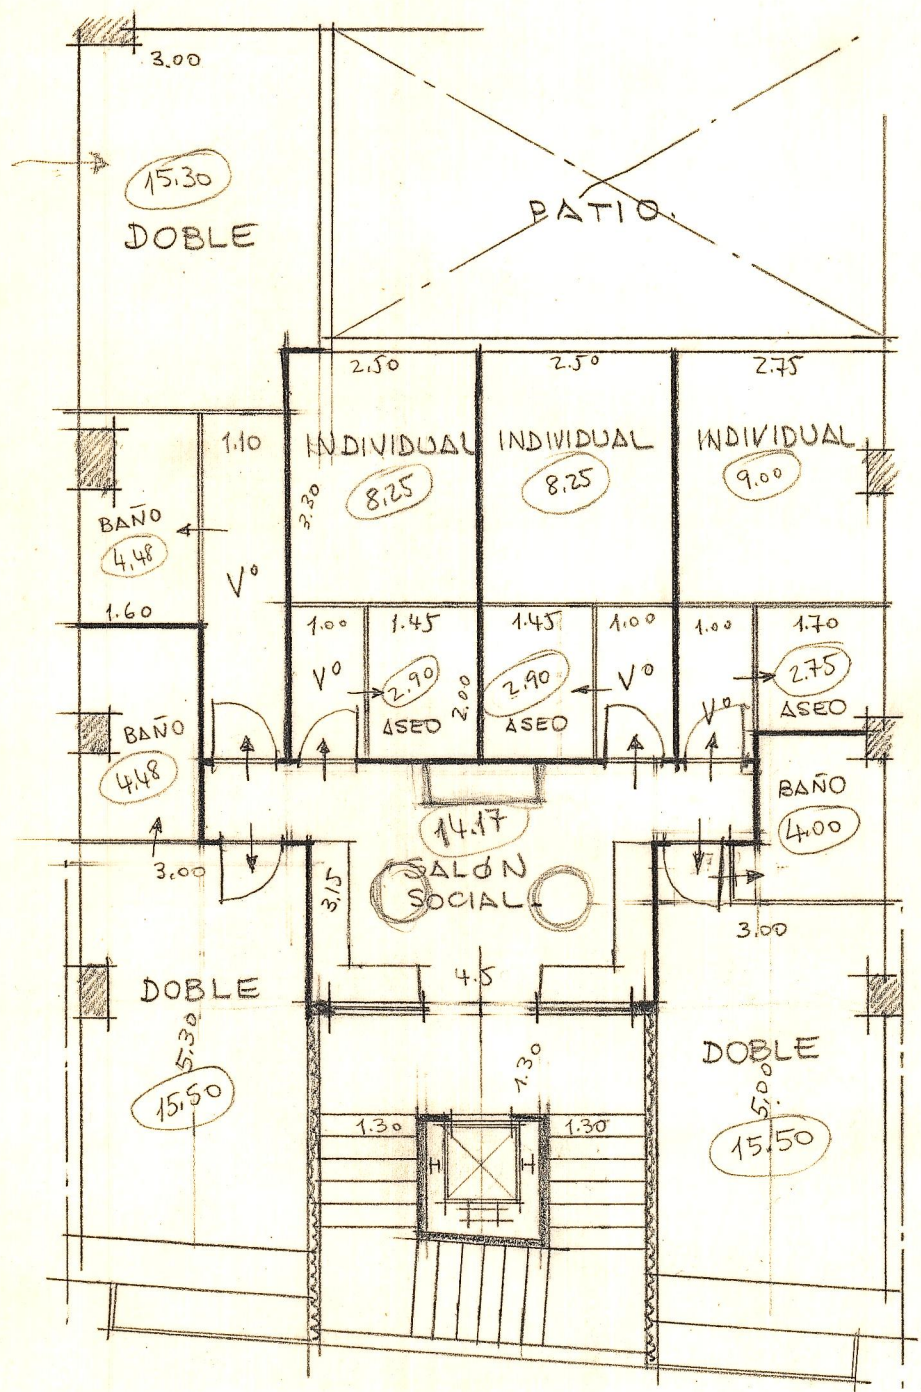 3.00
15.30
DOBLE
PATIO.
2.50
2.50
2.75
1.10
INDIVIDUAL
INDIVIDUAL
INDIVIDUAL
8.25
8.25
9.00
3.30
BAÑO
4.48
Vº
1.60
1.00
1.45
1.45
1.00
1.00
1.70
Vº
2.90
2.00
2.90
Vº
2.75
ASEO
ASEO
Vº
ASEO
BAÑO
4.48
BAÑO
4.00
14.17
SALÓN
SOCIAL
3.00
3.15
3.00
4.5
DOBLE
5.30
15.50
DOBLE
5.00
15.50
1.30
1.30
1.30